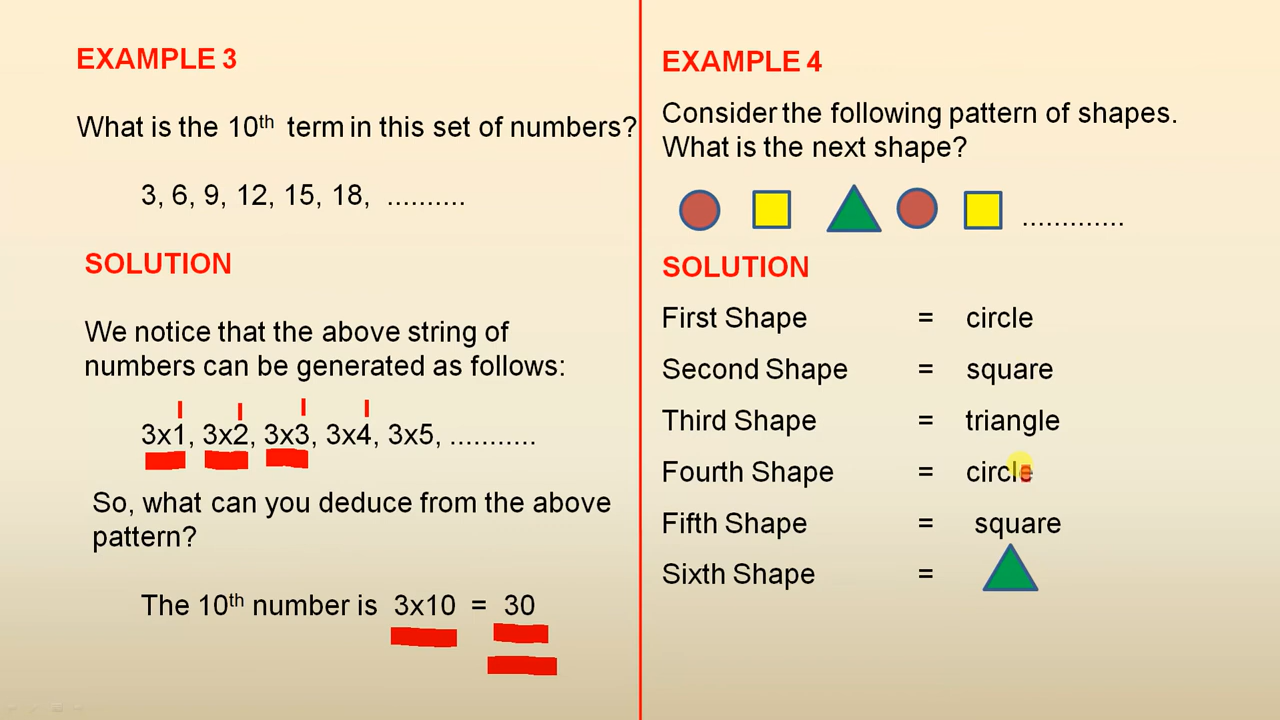 EXAMPLE 3
What is the 10th term in this set of numbers?
3, 6, 9, 12, 15, 18, ..........
SOLUTION
We notice that the above string of
numbers can be generated as follows:
3x1, 3x2, 3x3, 3x4, 3x5, ...........
So, what can you deduce from the above
pattern?
The 10th number is 3x10 = 30
EXAMPLE 4
Consider the following pattern of shapes.
What is the next shape?
.............
SOLUTION
First Shape = circle
Second Shape = square
Third Shape = triangle
Fourth Shape = circle
Fifth Shape = square
Sixth Shape =